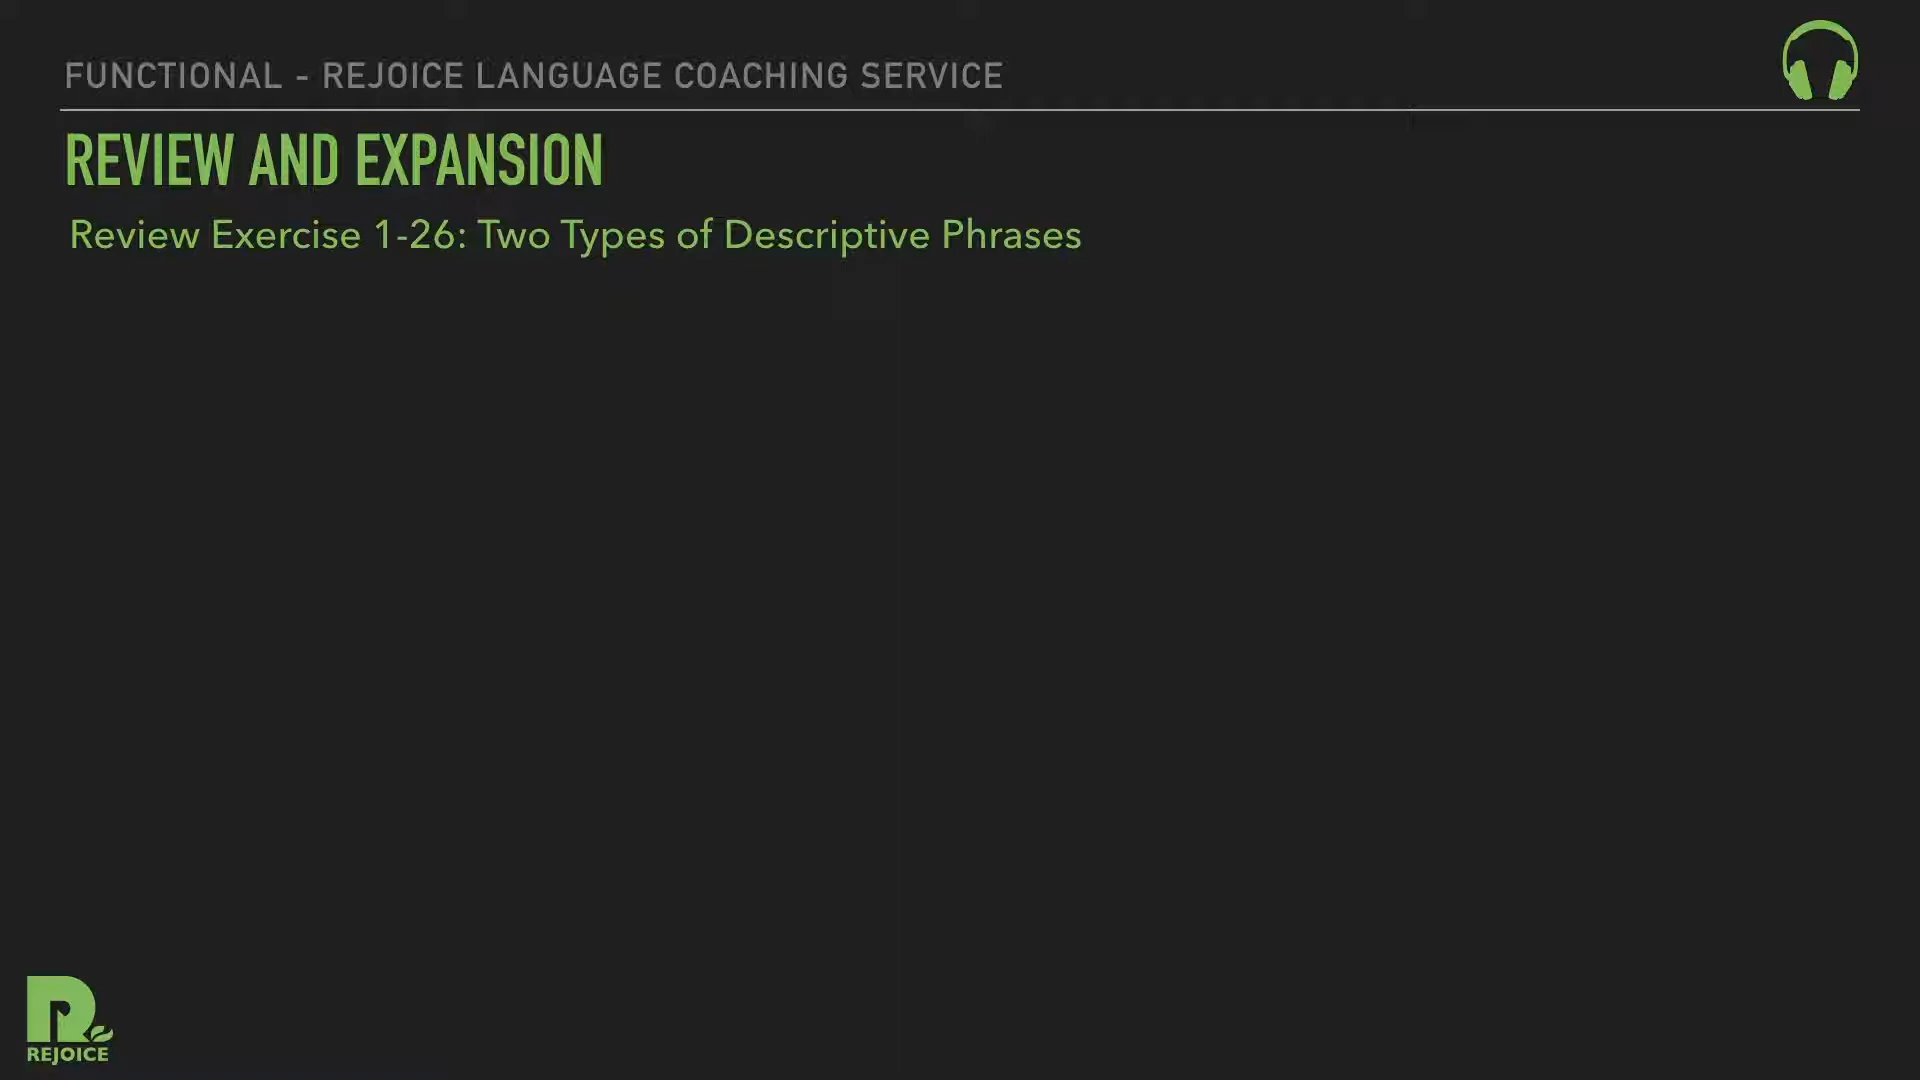 FUNCTIONAL - REJOICE LANGUAGE COACHING SERVICE
REVIEW AND EXPANSION
Review Exercise 1-26: Two Types of Descriptive Phrases
REJOICE